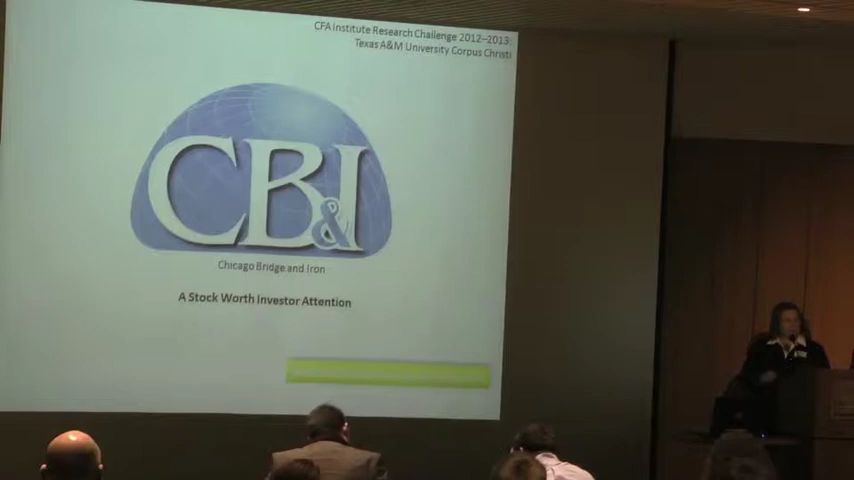 CFA Institute Research Challenge 2012–2013:
Texas A&M University Corpus Christi
CB&I
Chicago Bridge and Iron
A Stock Worth Investor Attention